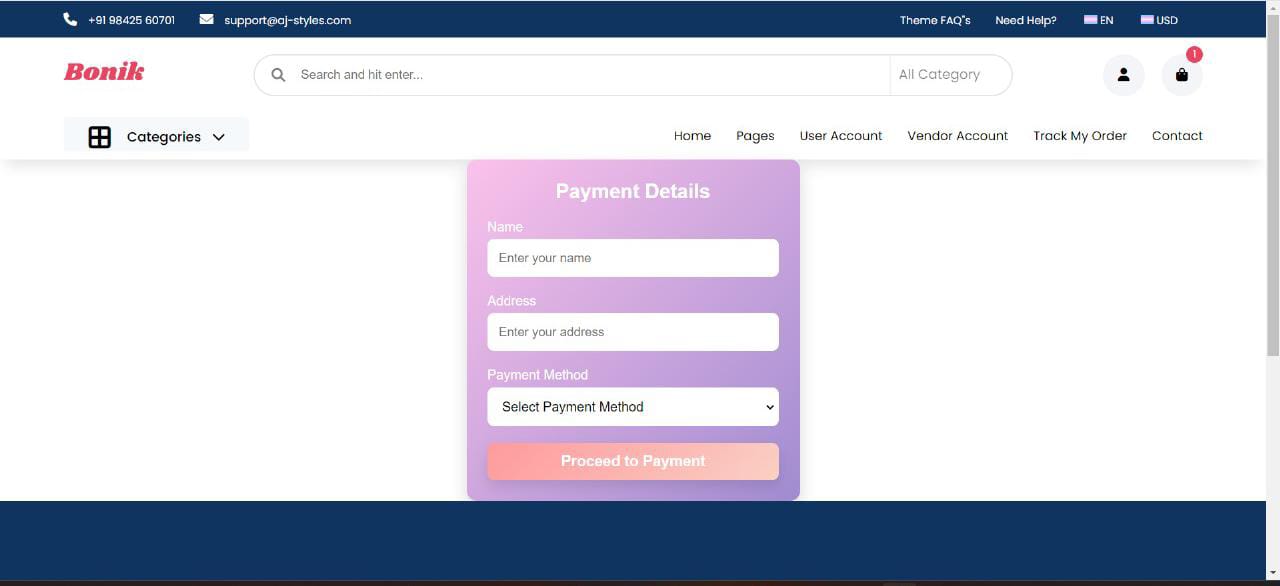 +91 98425 60701 support@aj-styles.com Theme FAQ"s Need Help? EN USD
Bonik Search and hit enter... All Category 1
Categories Home Pages User Account Vendor Account Track My Order Contact
Payment Details
Name
Enter your name
Address
Enter your address
Payment Method
Select Payment Method
Proceed to Payment